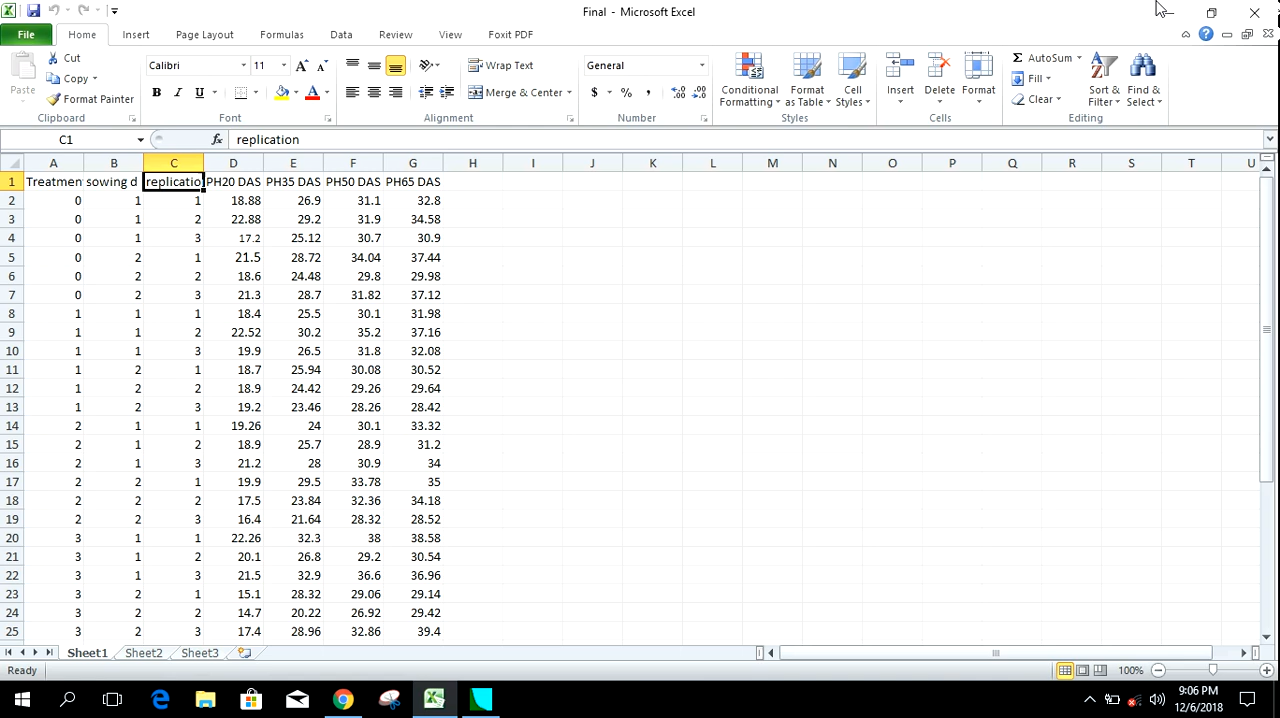 Final - Microsoft Excel
File Home Insert Page Layout Formulas Data Review View Foxit PDF
Cut
Copy
Format Painter
Paste
Clipboard
Calibri 11
B I U
Font
Wrap Text
Merge & Center
Alignment
General
$ % ,
Number
Conditional Formatting
Format as Table
Cell Styles
Styles
Insert Delete Format
Cells
AutoSum
Fill
Clear
Sort & Filter
Find & Select
Editing
C1 fx replication
A B C D E F G H I J K L M N O P Q R S T U
1 Treatmen sowing d replicatio PH20 DAS PH35 DAS PH50 DAS PH65 DAS
2 0 1 1 18.88 26.9 31.1 32.8
3 0 1 2 22.88 29.2 31.9 34.58
4 0 1 3 17.2 25.12 30.7 30.9
5 0 2 1 21.5 28.72 34.04 37.44
6 0 2 2 18.6 24.48 29.8 29.98
7 0 2 3 21.3 28.7 31.82 37.12
8 1 1 1 18.4 25.5 30.1 31.98
9 1 1 2 22.52 30.2 35.2 37.16
10 1 1 3 19.9 26.5 31.8 32.08
11 1 2 1 18.7 25.94 30.08 30.52
12 1 2 2 18.9 24.42 29.26 29.64
13 1 2 3 19.2 23.46 28.26 28.42
14 2 1 1 19.26 24 30.1 33.32
15 2 1 2 18.9 25.7 28.9 31.2
16 2 1 3 21.2 28 30.9 34
17 2 2 1 19.9 29.5 33.78 35
18 2 2 2 17.5 23.84 32.36 34.18
19 2 2 3 16.4 21.64 28.32 28.52
20 3 1 1 22.26 32.3 38 38.58
21 3 1 2 20.1 26.8 29.2 30.54
22 3 1 3 21.5 32.9 36.6 36.96
23 3 2 1 15.1 28.32 29.06 29.14
24 3 2 2 14.7 20.22 26.92 29.42
25 3 2 3 17.4 28.96 32.86 39.4
Sheet1 Sheet2 Sheet3
Ready 100%
9:06 PM
12/6/2018